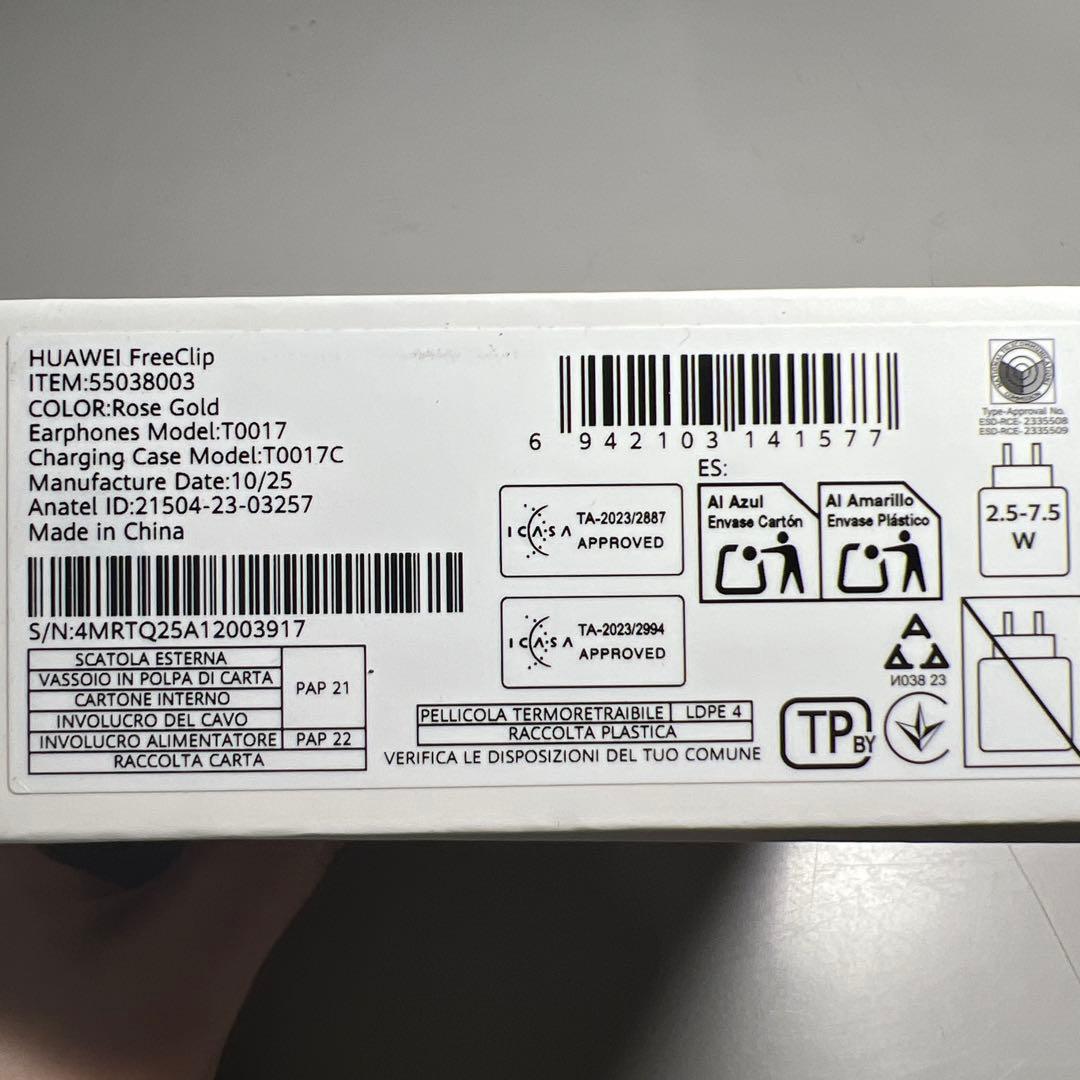 HUAWEI FreeClip
ITEM:55038003
COLOR:Rose Gold
Earphones Model:T0017
Charging Case Model:T0017C
Manufacture Date:10/25
Anatel ID:21504-23-03257
Made in China
S/N:4MRTQ25A12003917
SCATOLA ESTERNA
VASSOIO IN POLPA DI CARTA
CARTONE INTERNO
INVOLUCRO DEL CAVO
PAP 21
INVOLUCRO ALIMENTATORE PAP 22
RACCOLTA CARTA
6 942103 141577
ICASA TA-2023/2887
APPROVED
ICASA TA-2023/2994
APPROVED
PELLICOLA TERMORETRAIBILE LDPE 4
RACCOLTA PLASTICA
VERIFICA LE DISPOSIZIONI DEL TUO COMUNE
ES:
Al Azul
Envase Cartón
Al Amarillo
Envase Plástico
NATIONAL TELECOMMUNICATIONS
COMMISSION
Type-Approval No.
ESD-RCE- 2335508
ESD-RCE- 2335509
2.5-7.5
W
И038 23
TP BY